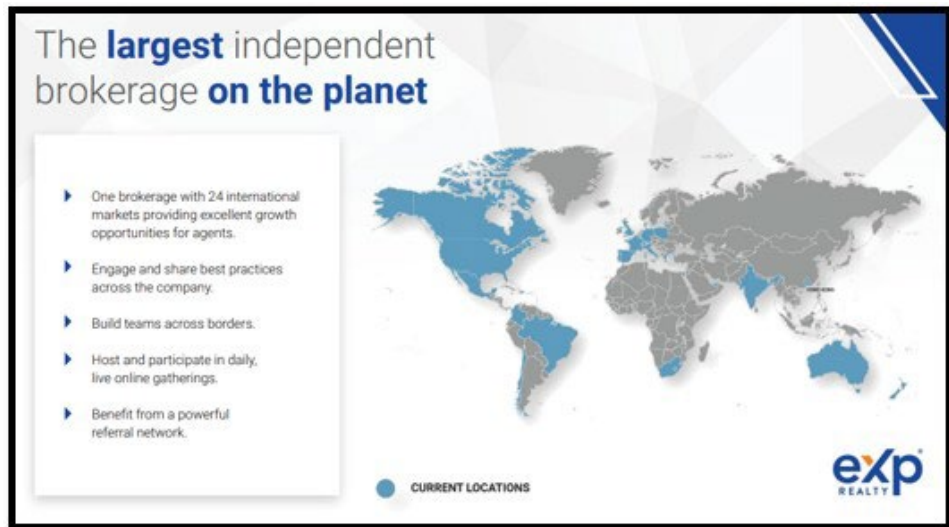 The largest independent
brokerage on the planet
One brokerage with 24 international
markets providing excellent growth
opportunities for agents.
Engage and share best practices
across the company.
Build teams across borders.
Host and participate in daily,
live online gatherings.
Benefit from a powerful
referral network.
CURRENT LOCATIONS
eXp
REALTY